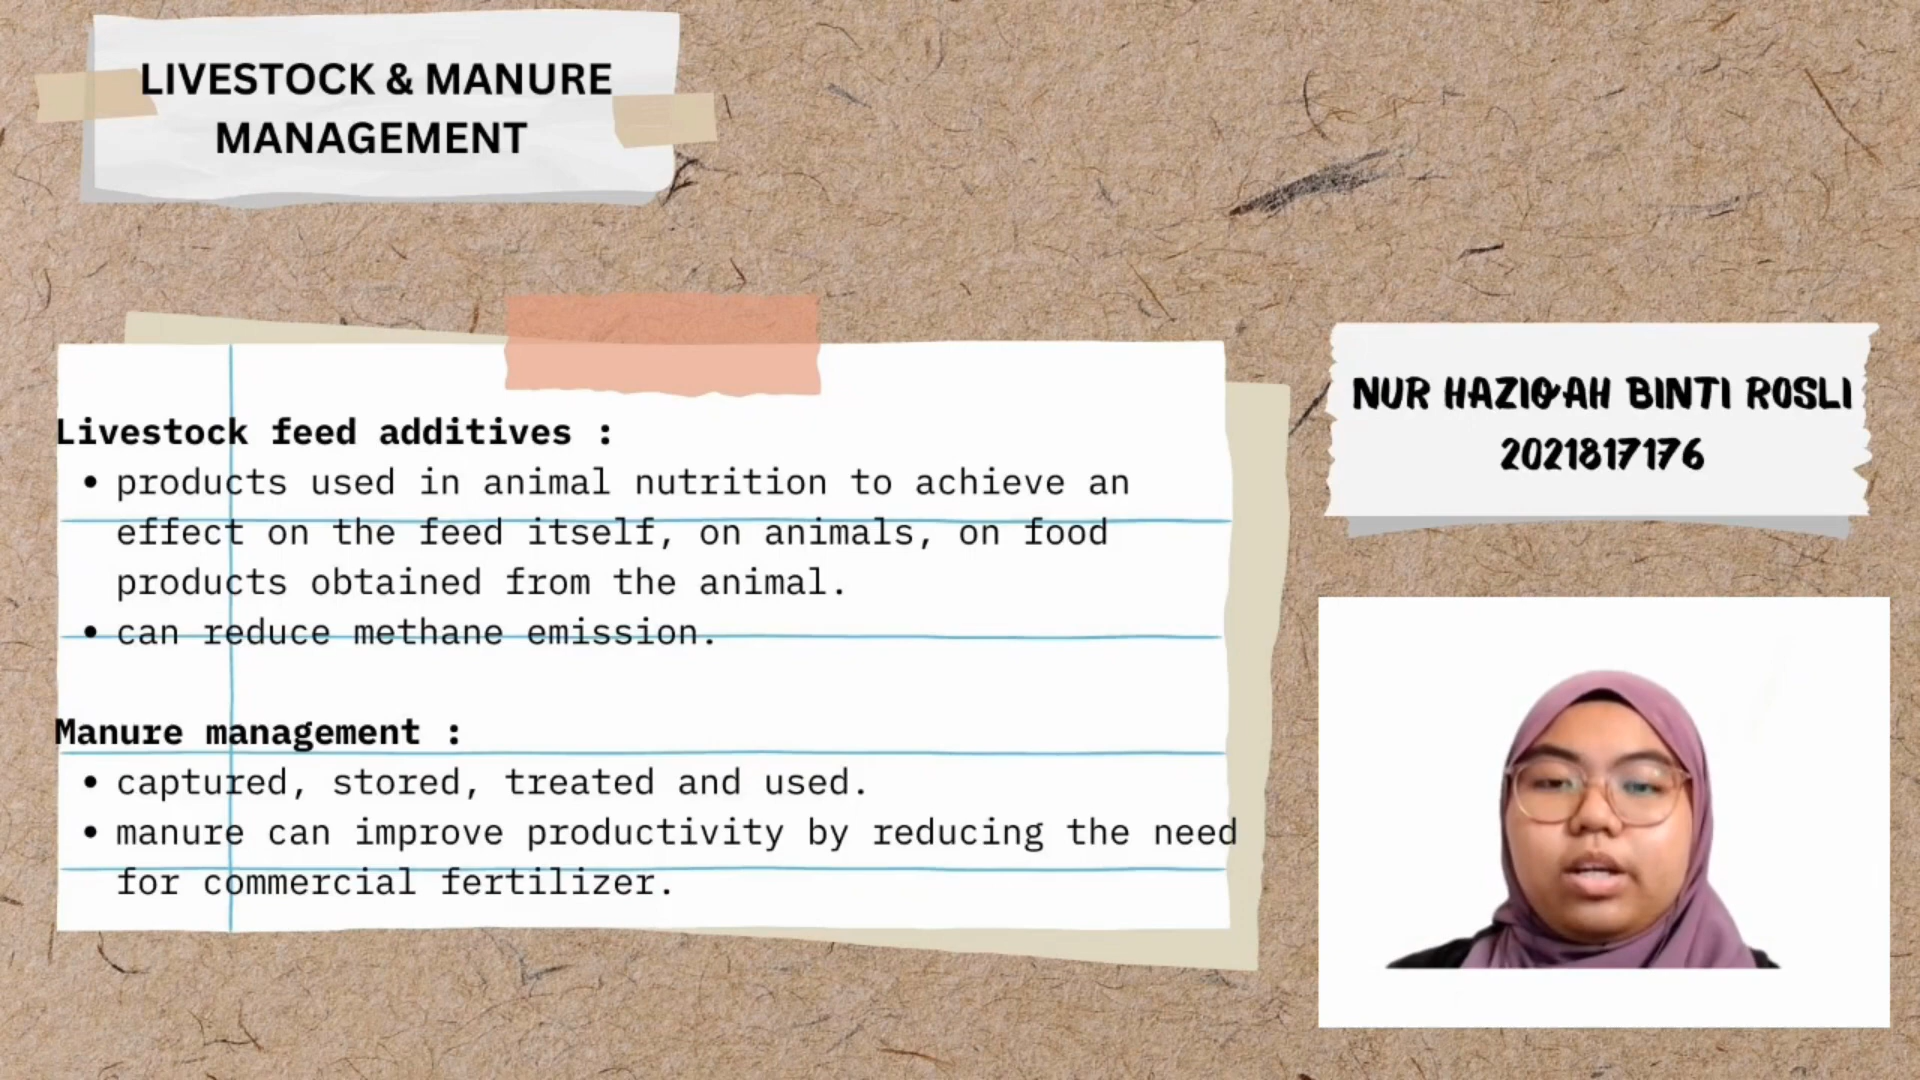 LIVESTOCK & MANURE
MANAGEMENT
Livestock feed additives :
• products used in animal nutrition to achieve an
effect on the feed itself, on animals, on food
products obtained from the animal.
• can reduce methane emission.
Manure management :
• captured, stored, treated and used.
• manure can improve productivity by reducing the need
for commercial fertilizer.
NUR HAZIQAH BINTI ROSLI
2021817176